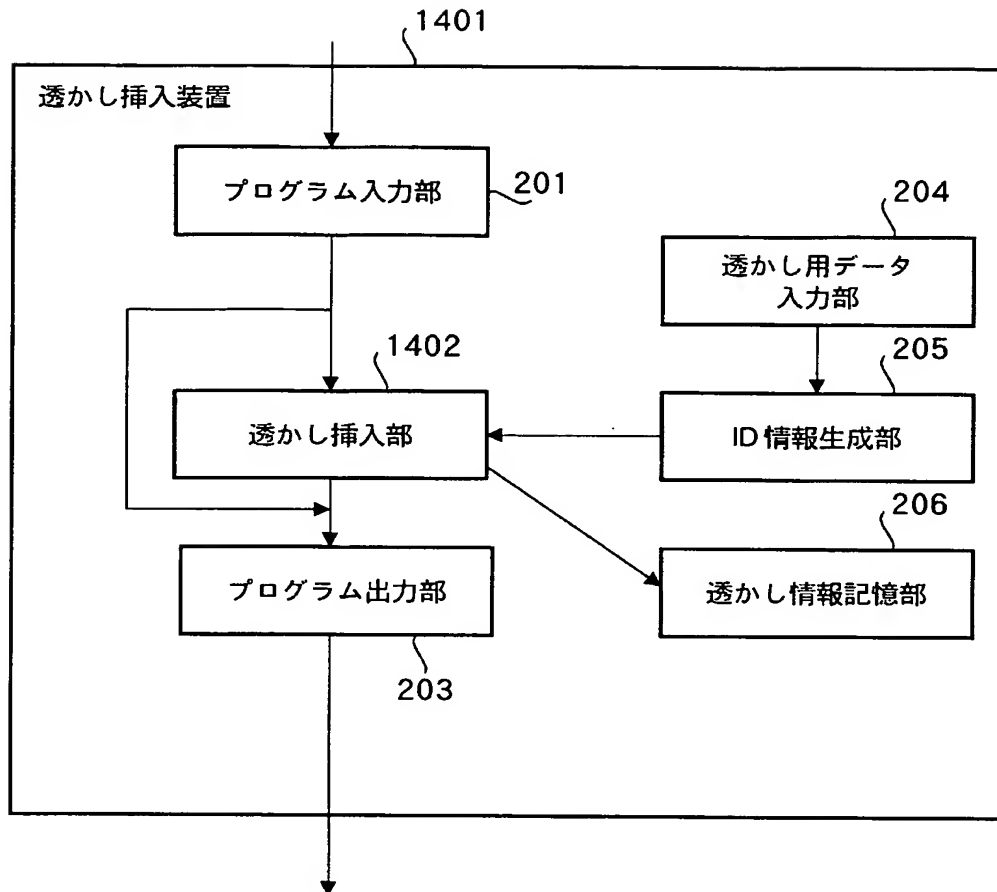 1401
透かし挿入装置
プログラム入力部
201
204
透かし用データ
入力部
1402
205
透かし挿入部
ID情報生成部
206
プログラム出力部
透かし情報記憶部
203